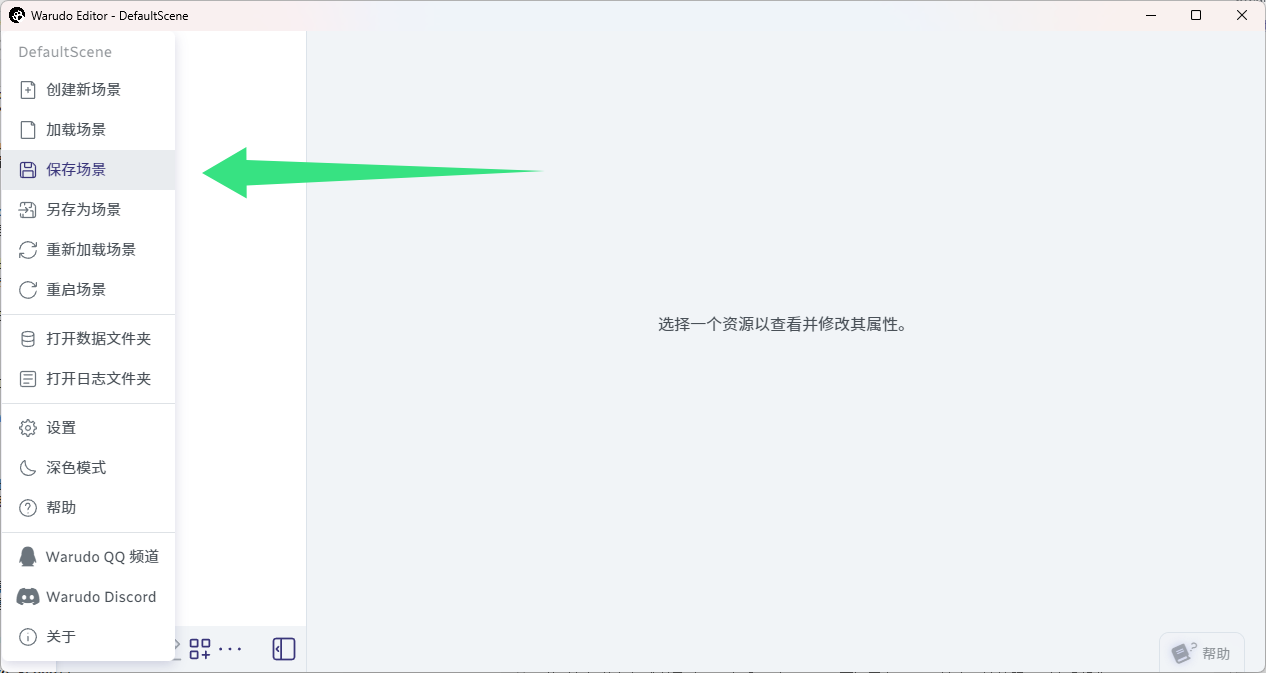 Warudo Editor - DefaultScene
DefaultScene
创建新场景
加载场景
保存场景
另存为场景
重新加载场景
重启场景
打开数据文件夹
打开日志文件夹
设置
深色模式
帮助
Warudo QQ 频道
Warudo Discord
关于
选择一个资源以查看并修改其属性。
帮助